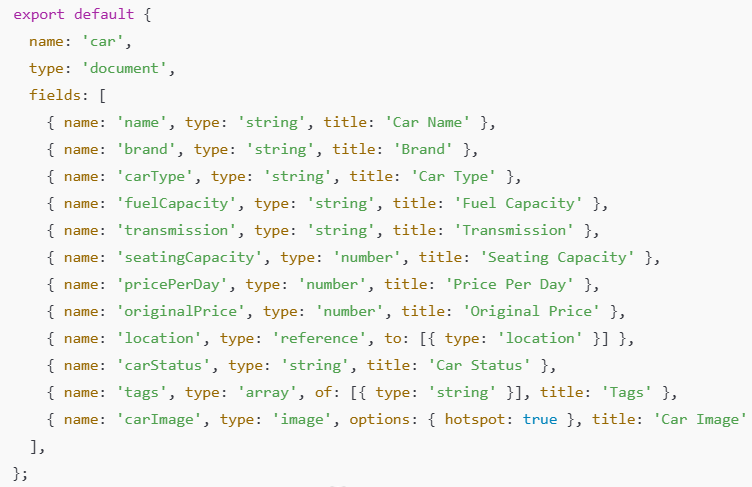 export default {
  name: 'car',
  type: 'document',
  fields: [
    { name: 'name', type: 'string', title: 'Car Name' },
    { name: 'brand', type: 'string', title: 'Brand' },
    { name: 'carType', type: 'string', title: 'Car Type' },
    { name: 'fuelCapacity', type: 'string', title: 'Fuel Capacity' },
    { name: 'transmission', type: 'string', title: 'Transmission' },
    { name: 'seatingCapacity', type: 'number', title: 'Seating Capacity' },
    { name: 'pricePerDay', type: 'number', title: 'Price Per Day' },
    { name: 'originalPrice', type: 'number', title: 'Original Price' },
    { name: 'location', type: 'reference', to: [{ type: 'location' }] },
    { name: 'carStatus', type: 'string', title: 'Car Status' },
    { name: 'tags', type: 'array', of: [{ type: 'string' }], title: 'Tags' },
    { name: 'carImage', type: 'image', options: { hotspot: true }, title: 'Car Image'
  ],
};